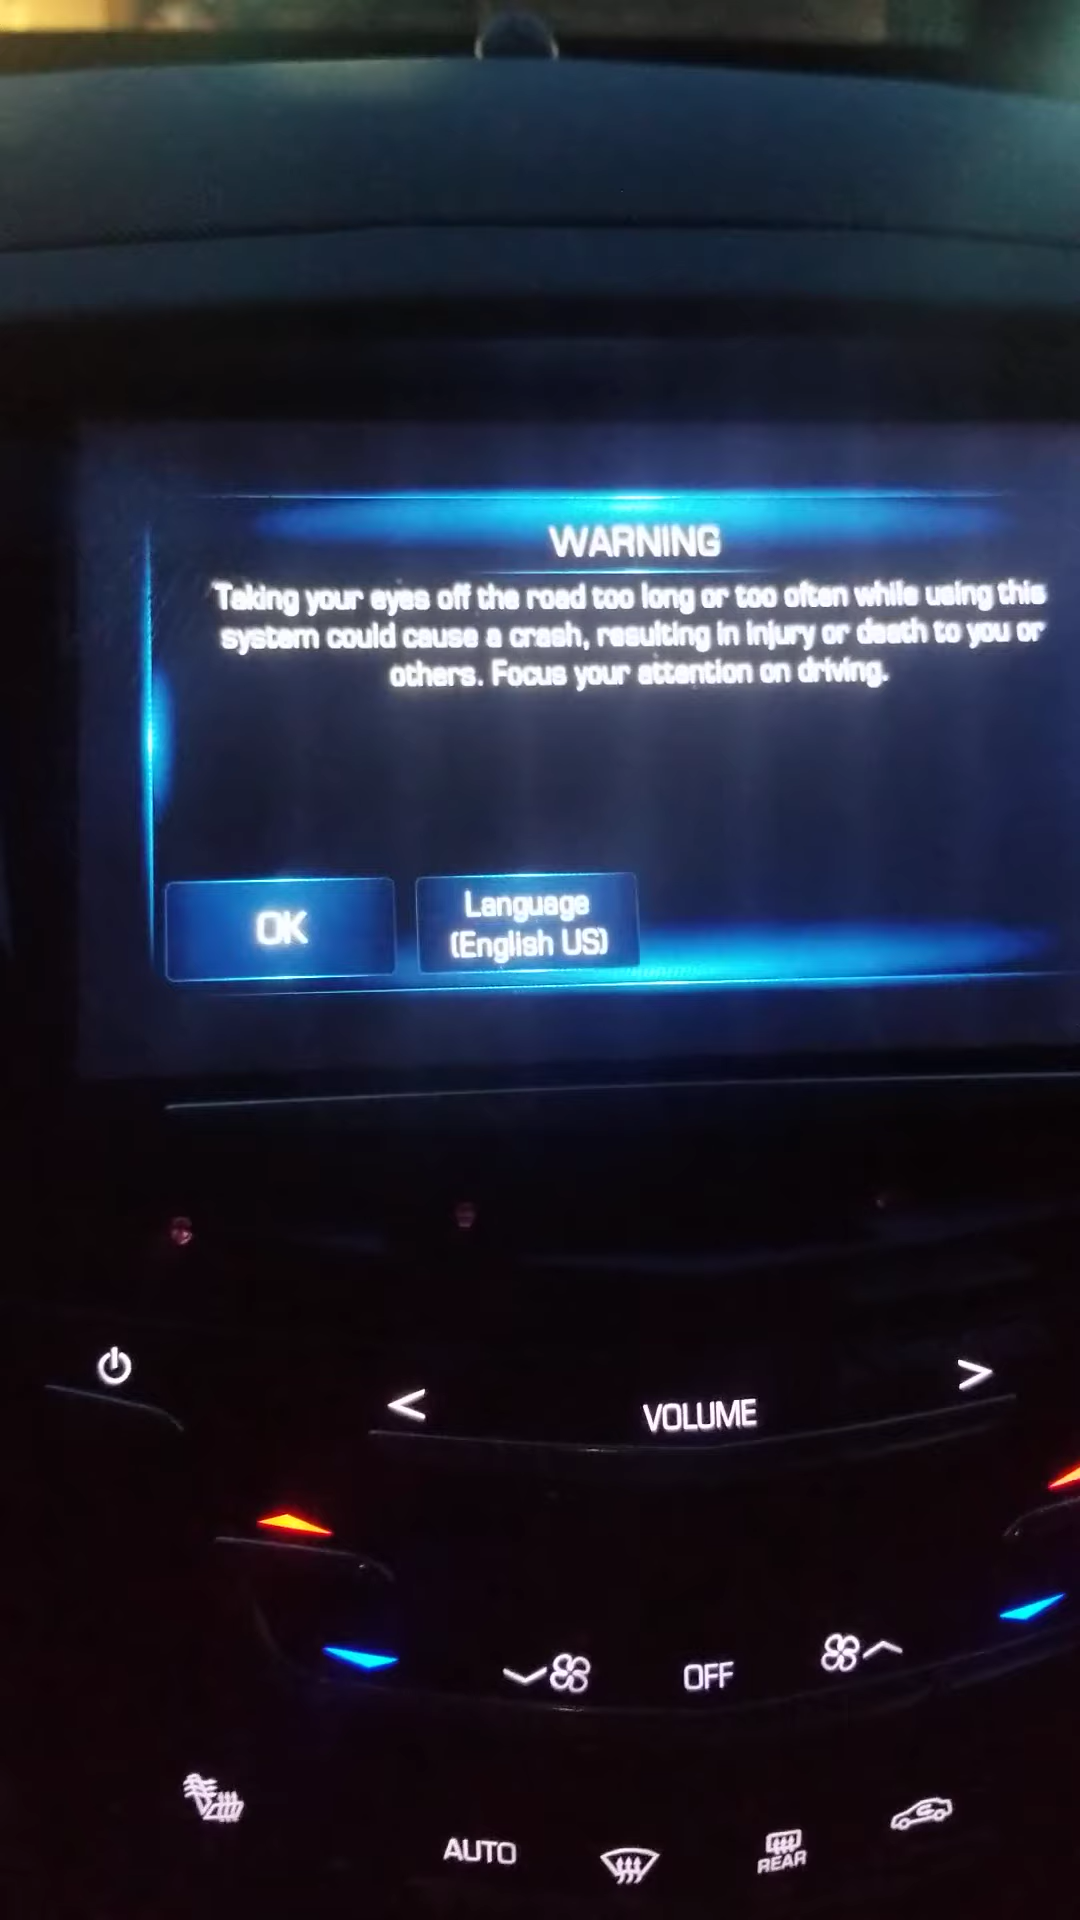 WARNING
Taking your eyes off the road too long or too often while using this
system could cause a crash, resulting in injury or death to you or
others. Focus your attention on driving.
OK
Language
(English US)
< VOLUME >
OFF
AUTO
REAR